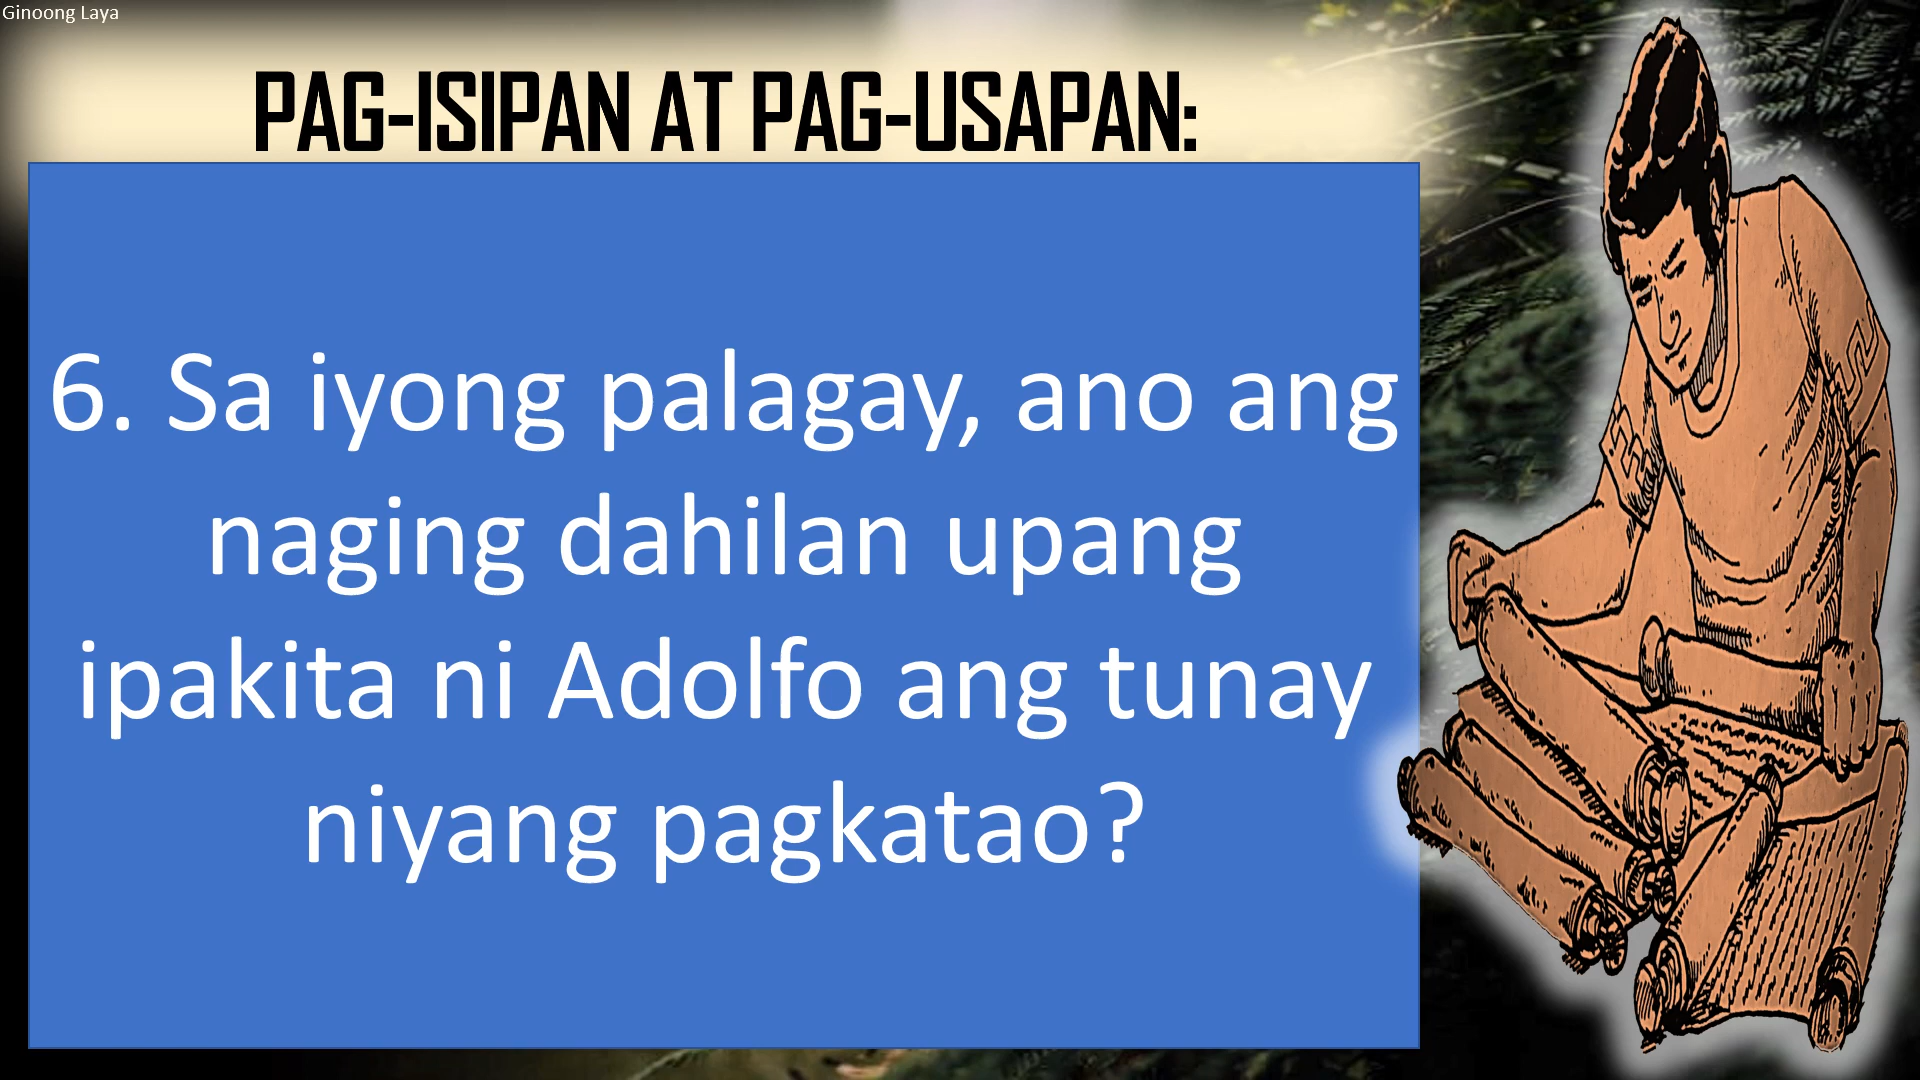 Ginoong Laya
PAG-ISIPAN AT PAG-USAPAN:
6. Sa iyong palagay, ano ang
naging dahilan upang
ipakita ni Adolfo ang tunay
niyang pagkatao?